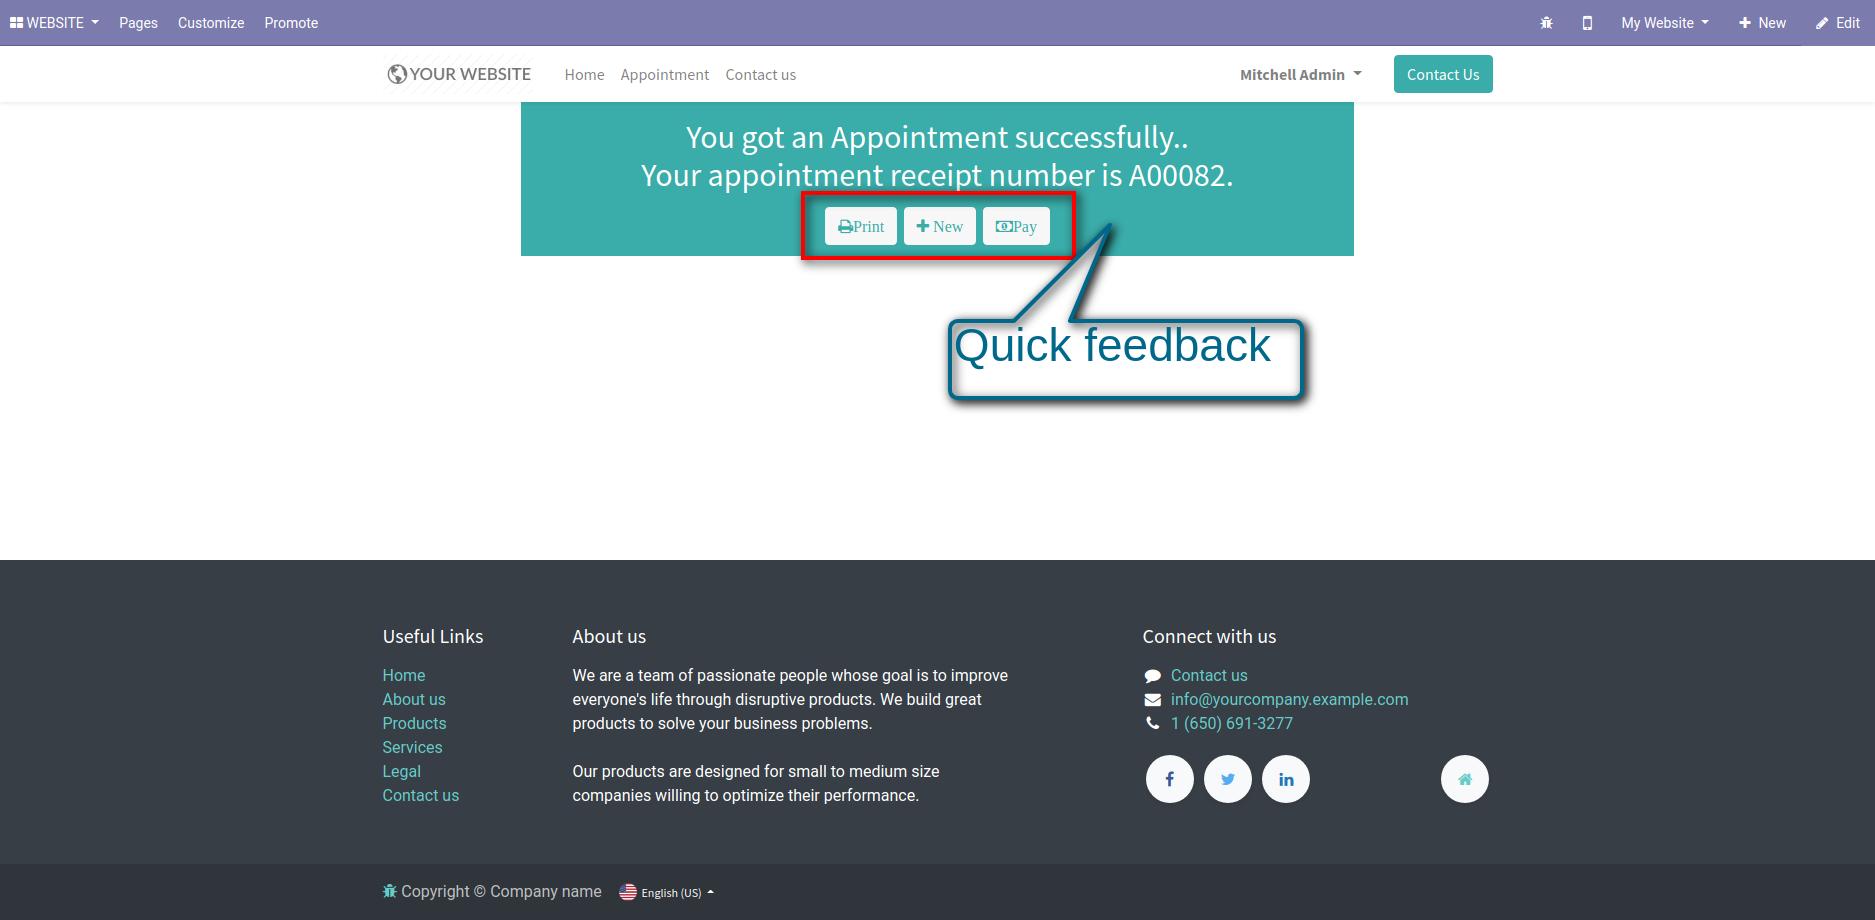 WEBSITE Pages Customize Promote My Website New Edit
YOUR WEBSITE Home Appointment Contact us Mitchell Admin Contact Us
You got an Appointment successfully..
Your appointment receipt number is A00082.
Print New Pay
Quick feedback
Useful Links
Home
About us
Products
Services
Legal
Contact us
About us
We are a team of passionate people whose goal is to improve
everyone's life through disruptive products. We build great
products to solve your business problems.
Our products are designed for small to medium size
companies willing to optimize their performance.
Connect with us
Contact us
info@yourcompany.example.com
1 (650) 691-3277
Copyright © Company name English (US)